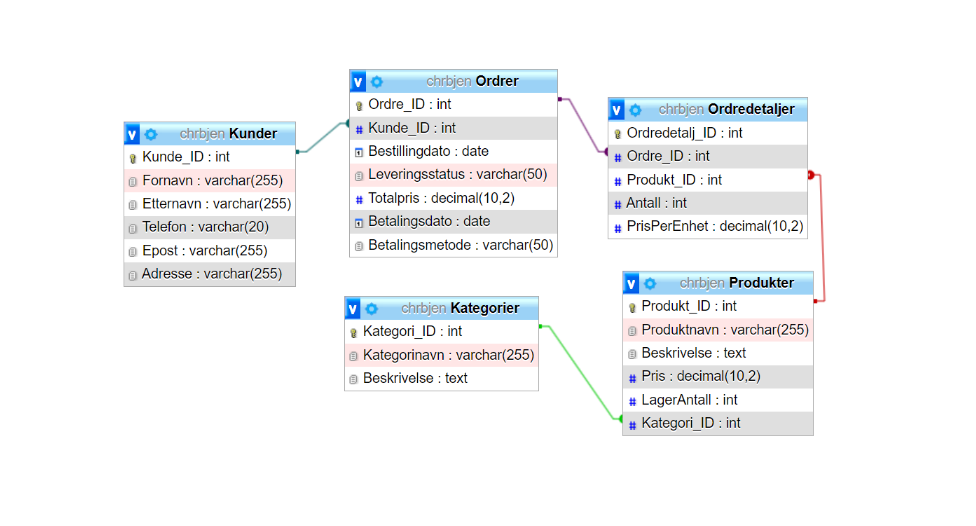 chrbjen Kunder
Kunde_ID : int
Fornavn : varchar(255)
Etternavn : varchar(255)
Telefon : varchar(20)
Epost : varchar(255)
Adresse : varchar(255)
chrbjen Ordrer
Ordre_ID : int
Kunde_ID : int
Bestillingdato : date
Leveringsstatus : varchar(50)
Totalpris : decimal(10,2)
Betalingsdato : date
Betalingsmetode : varchar(50)
chrbjen Ordredetaljer
Ordredetalj_ID : int
Ordre_ID : int
Produkt_ID : int
Antall : int
PrisPerEnhet : decimal(10,2)
chrbjen Kategorier
Kategori_ID : int
Kategorinavn : varchar(255)
Beskrivelse : text
chrbjen Produkter
Produkt_ID : int
Produktnavn : varchar(255)
Beskrivelse : text
Pris : decimal(10,2)
LagerAntall : int
Kategori_ID : int